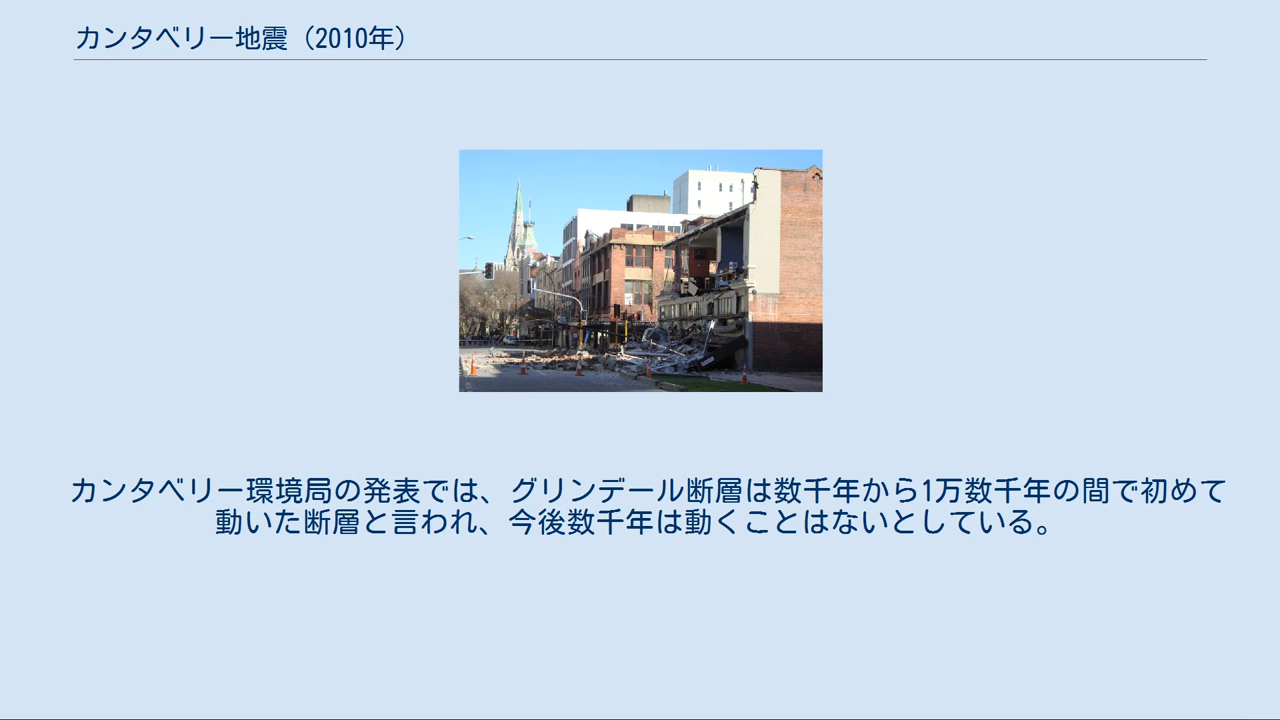 カンタベリー地震（2010年）
カンタベリー環境局の発表では、グリンデール断層は数千年から1万数千年の間で初めて
動いた断層と言われ、今後数千年は動くことはないとしている。